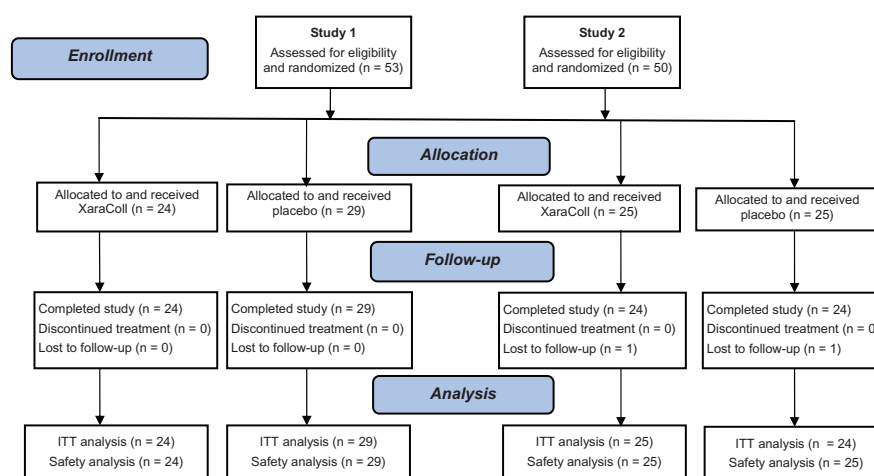 Enrollment
Study 1
Assessed for eligibility
and randomized (n = 53)
Study 2
Assessed for eligibility
and randomized (n = 50)
Allocation
Allocated to and received
XaraColl (n = 24)
Allocated to and received
placebo (n = 29)
Allocated to and received
XaraColl (n = 25)
Allocated to and received
placebo (n = 25)
Follow-up
Completed study (n = 24)
Discontinued treatment (n = 0)
Lost to follow-up (n = 0)
Completed study (n = 29)
Discontinued treatment (n = 0)
Lost to follow-up (n = 0)
Completed study (n = 24)
Discontinued treatment (n = 0)
Lost to follow-up (n = 1)
Completed study (n = 24)
Discontinued treatment (n = 0)
Lost to follow-up (n = 1)
Analysis
ITT analysis (n = 24)
Safety analysis (n = 24)
ITT analysis (n = 29)
Safety analysis (n = 29)
ITT analysis (n = 25)
Safety analysis (n = 25)
ITT analysis (n = 24)
Safety analysis (n = 25)